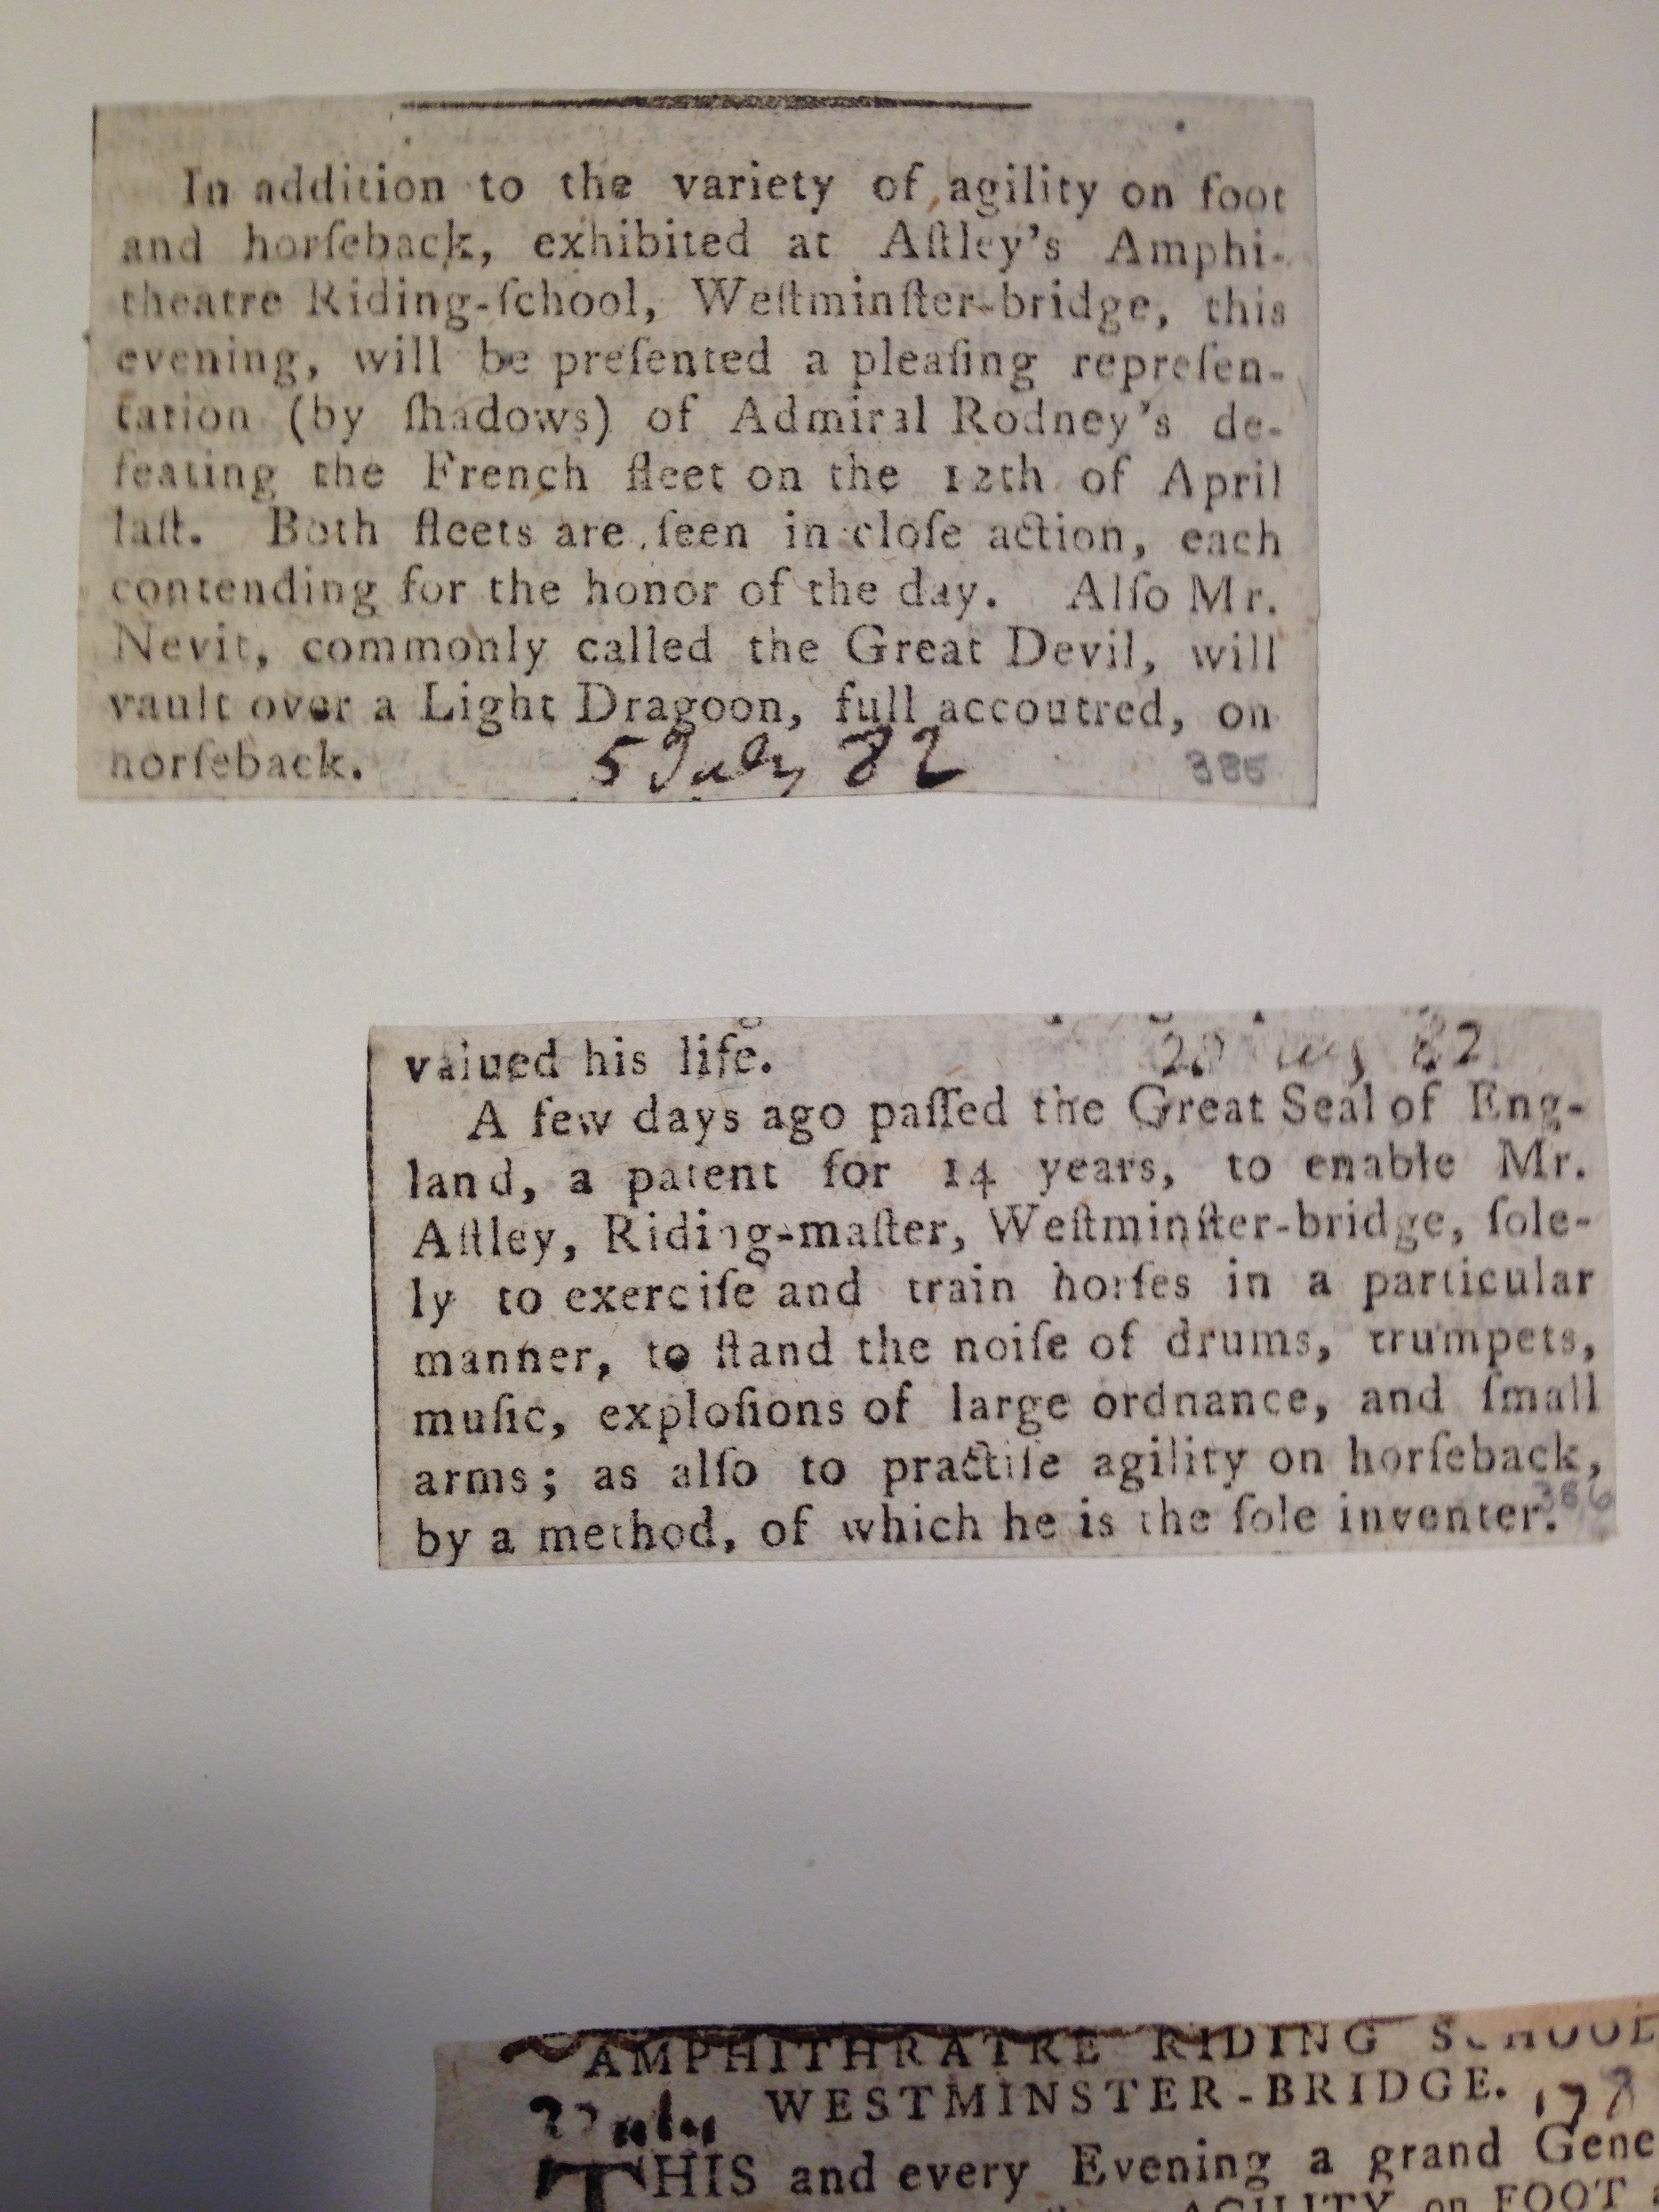 In addition to the variety of agility on foot
and horſeback, exhibited at Aſtley's Amphi-
theatre Riding-ſchool, Weſtminſter-bridge, this
evening, will be preſented a pleaſing repreſen-
tation (by ſhadows) of Admiral Rodney's de-
feating the French fleet on the 12th of April
laſt. Both fleets are ſeen in cloſe action, each
contending for the honor of the day. Alſo Mr.
Nevit, commonly called the Great Devil, will
vault over a Light Dragoon, full accoutred, on
horſeback. 5 July 82 385
valued his life. 82
A few days ago paſſed the Great Seal of Eng-
land, a patent for 14 years, to enable Mr.
Aſtley, Riding-maſter, Weſtminſter-bridge, ſole-
ly to exerciſe and train horſes in a particular
manner, to ſtand the noiſe of drums, trumpets,
muſic, exploſions of large ordnance, and ſmall
arms; as alſo to practiſe agility on horſeback,
by a method, of which he is the ſole inventer. 386
AMPHITHRATRE RIDING SCHOOL
WESTMINSTER-BRIDGE.
THIS and every Evening a grand Gene
AGILITY on FOOT